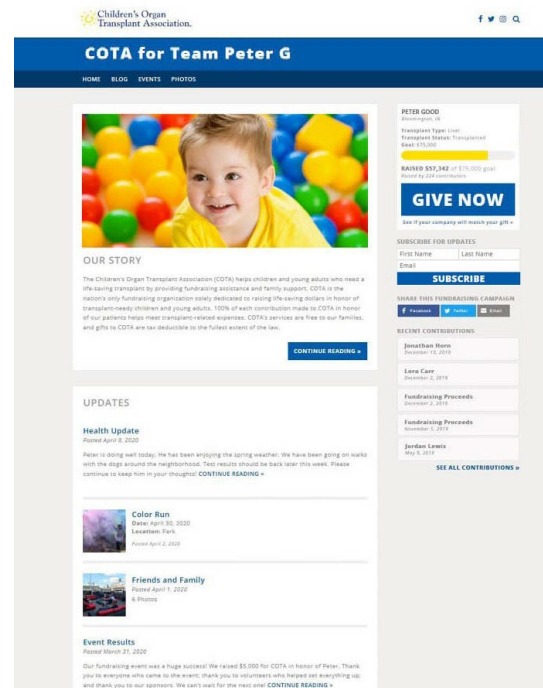 Children's Organ
Transplant Association.
COTA for Team Peter G
HOME BLOG EVENTS PHOTOS
OUR STORY
The Children's Organ Transplant Association (COTA) helps children and young adults who need a
life-saving transplant by providing fundraising assistance and family support. COTA is the
nation's only fundraising organization solely dedicated to raising life-saving dollars in honor of
transplant-needy children and young adults. 100% of each contribution made to COTA in honor
of our patients helps meet transplant-related expenses. COTA's services are free to our families,
and gifts to COTA are tax deductible to the fullest extent of the law.
CONTINUE READING »
UPDATES
Health Update
Posted April 8, 2020
Peter is doing well today. He has been enjoying the spring weather. We have been going on walks
with the dogs around the neighborhood. Test results should be back later this week. Please
continue to keep him in your thoughts! CONTINUE READING »
Color Run
Date: April 30, 2020
Location: Park
Posted April 2, 2020
Friends and Family
Posted April 1, 2020
6 Photos
Event Results
Posted March 21, 2020
Our fundraising event was a huge success! We raised $5,000 for COTA in honor of Peter. Thank
you to everyone who came to the event; thank you to volunteers who helped set everything up;
and thank you to our sponsors. We can't wait for the next one! CONTINUE READING »
PETER GOOD
Bloomington, IN
Transplant Type: Liver
Transplant Status: Transplanted
Goal: $75,000
RAISED $57,342 of $75,000 goal
Raised by 224 contributors
GIVE NOW
See if your company will match your gift »
SUBSCRIBE FOR UPDATES
First Name Last Name
Email
SUBSCRIBE
SHARE THIS FUNDRAISING CAMPAIGN
Facebook Twitter Email
RECENT CONTRIBUTIONS
Jonathan Horn
December 13, 2019
Lora Carr
December 2, 2019
Fundraising Proceeds
December 2, 2019
Fundraising Proceeds
November 1, 2019
Jordan Lewis
May 9, 2019
SEE ALL CONTRIBUTIONS »